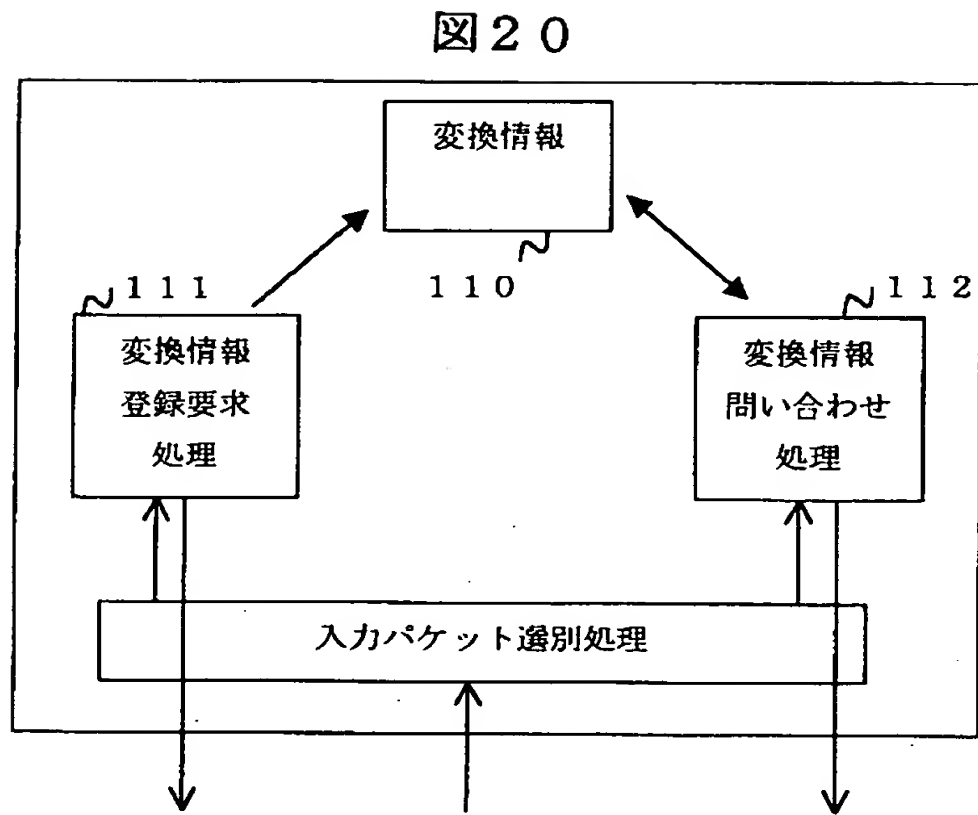 図20
変換情報
110
111
変換情報
登録要求
処理
112
変換情報
問い合わせ
処理
入力パケット選別処理